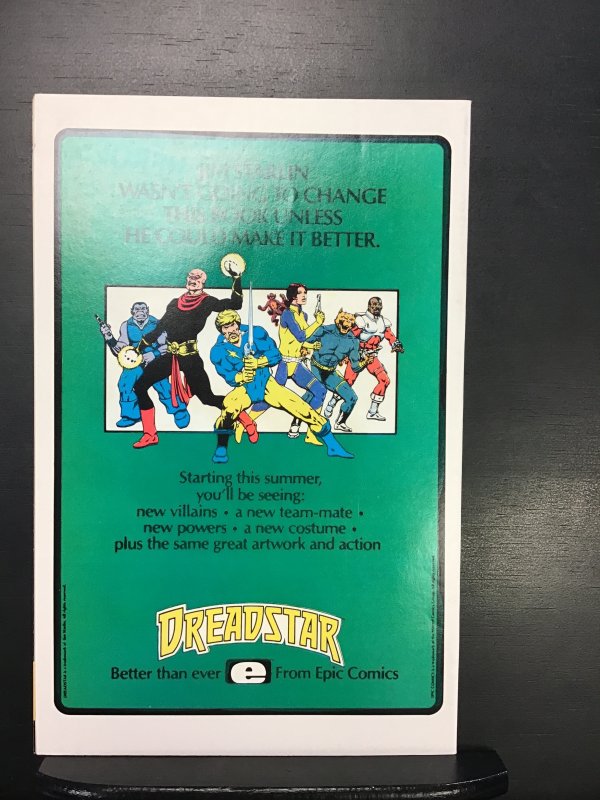 JIM STARLIN
WASN'T GOING TO CHANGE
THIS BOOK UNLESS
HE COULD MAKE IT BETTER.
Starting this summer,
you'll be seeing:
new villains • a new team-mate •
new powers • a new costume •
plus the same great artwork and action
DREADSTAR
Better than ever e From Epic Comics